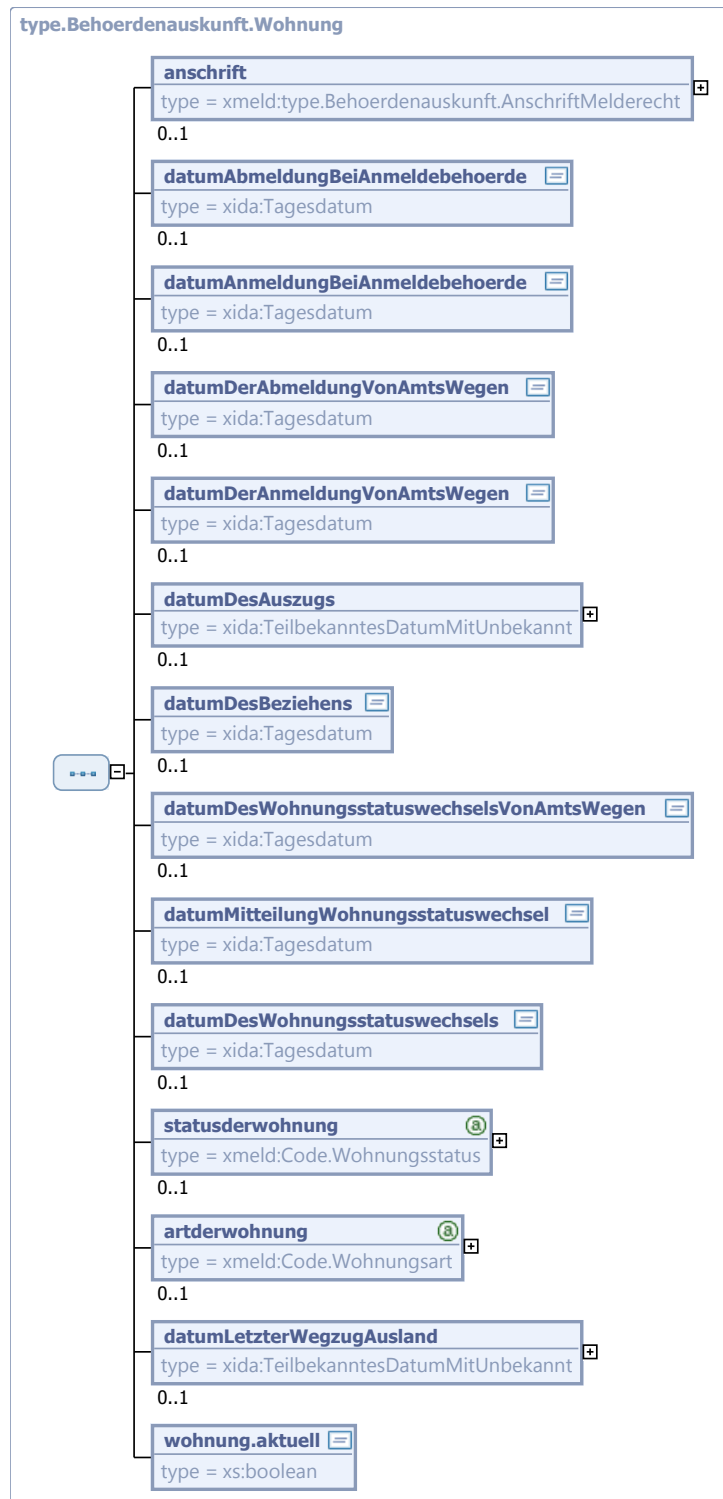 type.Behoerdenauskunft.Wohnung
anschrift
type = xmeld:type.Behoerdenauskunft.AnschriftMelderecht
0..1
datumAbmeldungBeiAnmeldebehoerde
type = xida:Tagesdatum
0..1
datumAnmeldungBeiAnmeldebehoerde
type = xida:Tagesdatum
0..1
datumDerAbmeldungVonAmtsWegen
type = xida:Tagesdatum
0..1
datumDerAnmeldungVonAmtsWegen
type = xida:Tagesdatum
0..1
datumDesAuszugs
type = xida:TeilbekanntesDatumMitUnbekannt
0..1
datumDesBeziehens
type = xida:Tagesdatum
0..1
datumDesWohnungsstatuswechselsVonAmtsWegen
type = xida:Tagesdatum
0..1
datumMitteilungWohnungsstatuswechsel
type = xida:Tagesdatum
0..1
datumDesWohnungsstatuswechsels
type = xida:Tagesdatum
0..1
statusderwohnung
type = xmeld:Code.Wohnungsstatus
0..1
artderwohnung
type = xmeld:Code.Wohnungsart
0..1
datumLetzterWegzugAusland
type = xida:TeilbekanntesDatumMitUnbekannt
0..1
wohnung.aktuell
type = xs:boolean